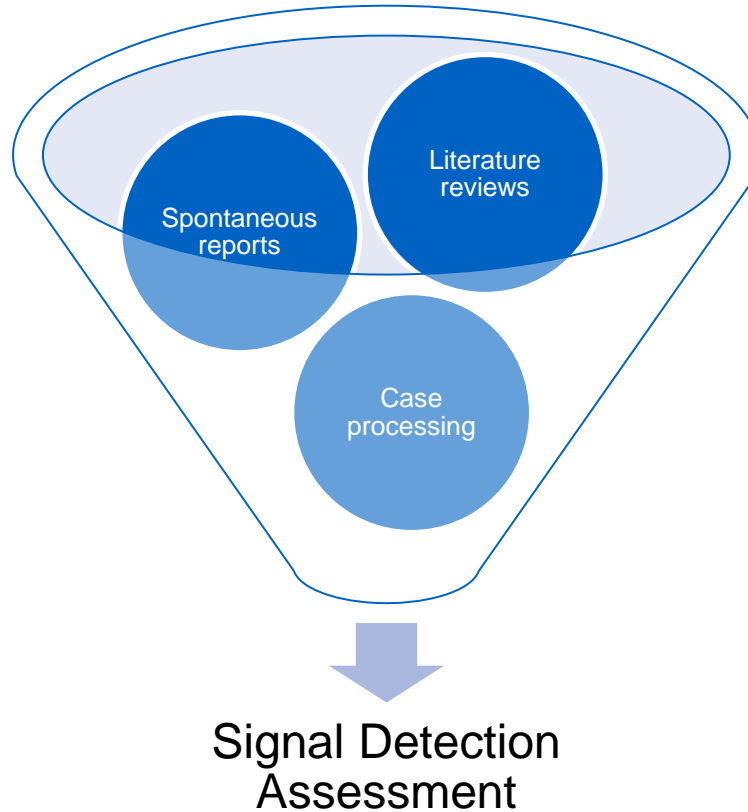 Literature
reviews
Spontaneous
reports
Case
processing
Signal Detection
Assessment